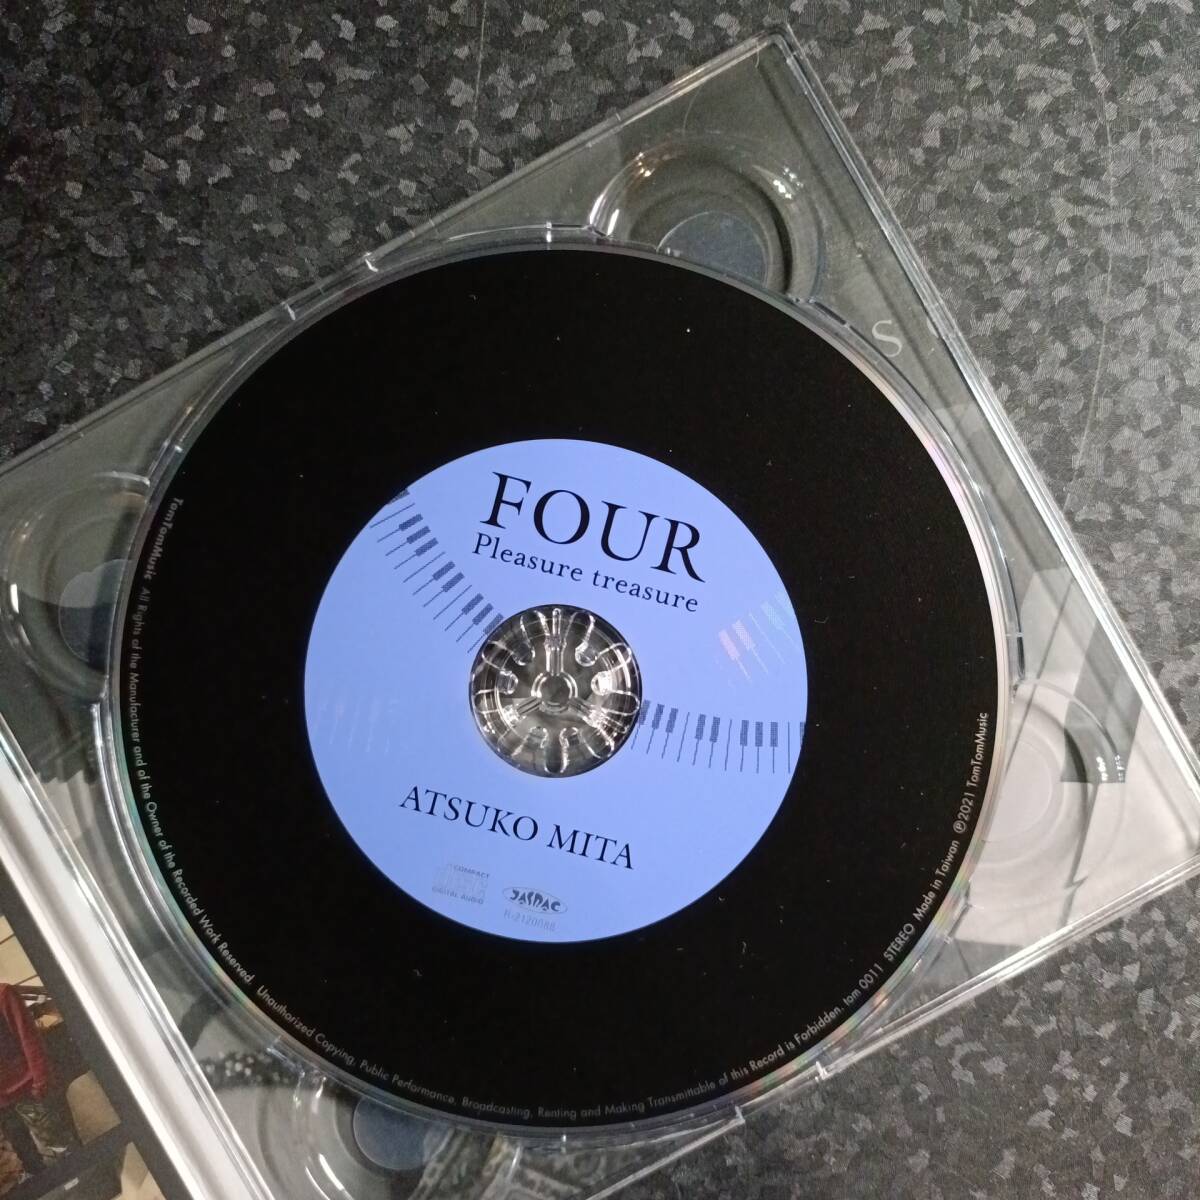 FOUR
Pleasure treasure
ATSUKO MITA
COMPACT
DIGITAL AUDIO
JASRAC
R-2120088
TomTomMusic All Rights of the Manufacturer and of the Owner of the Recorded Work Reserved. Unauthorized Copying, Public Performance, Broadcasting, Renting and Making Transmittable of this Record is Forbidden. tom 0011 STEREO Made in Taiwan ℗2021 TomTomMusic
S